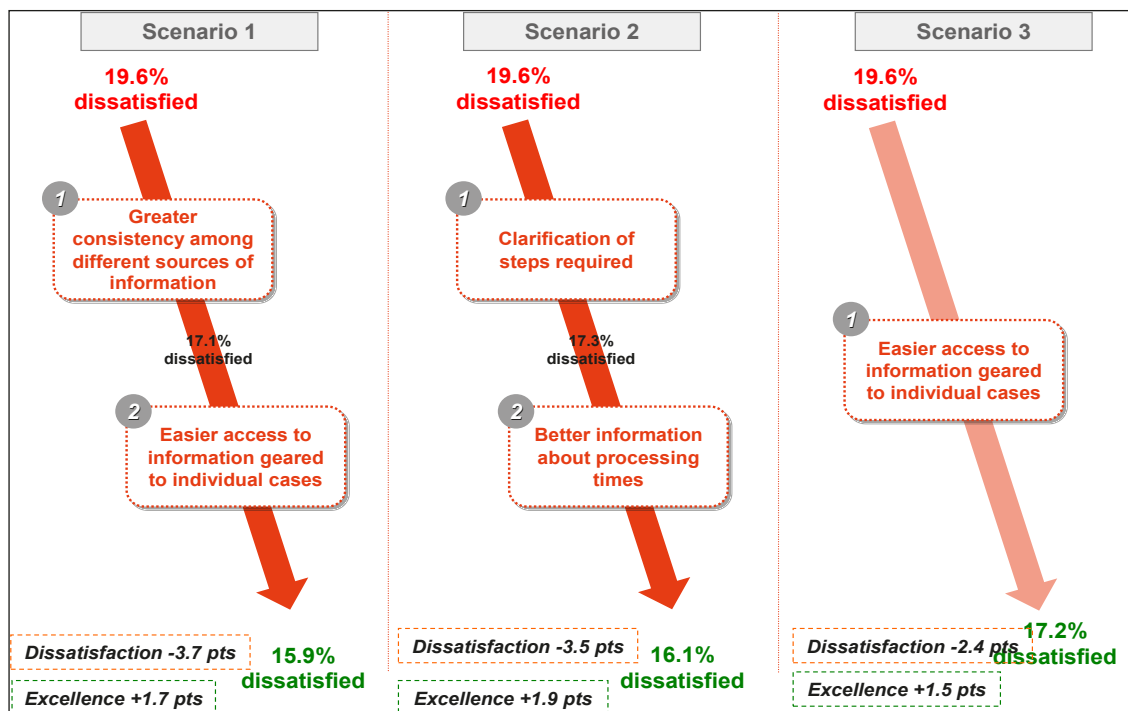 Scenario 1
19.6%
dissatisfied
1
Greater
consistency among
different sources of
information
17.1%
dissatisfied
2
Easier access to
information geared
to individual cases
Dissatisfaction -3.7 pts
15.9%
dissatisfied
Excellence +1.7 pts
Scenario 2
19.6%
dissatisfied
1
Clarification of
steps required
17.3%
dissatisfied
2
Better information
about processing
times
Dissatisfaction -3.5 pts
16.1%
dissatisfied
Excellence +1.9 pts
Scenario 3
19.6%
dissatisfied
1
Easier access to
information geared
to individual cases
Dissatisfaction -2.4 pts
17.2%
dissatisfied
Excellence +1.5 pts